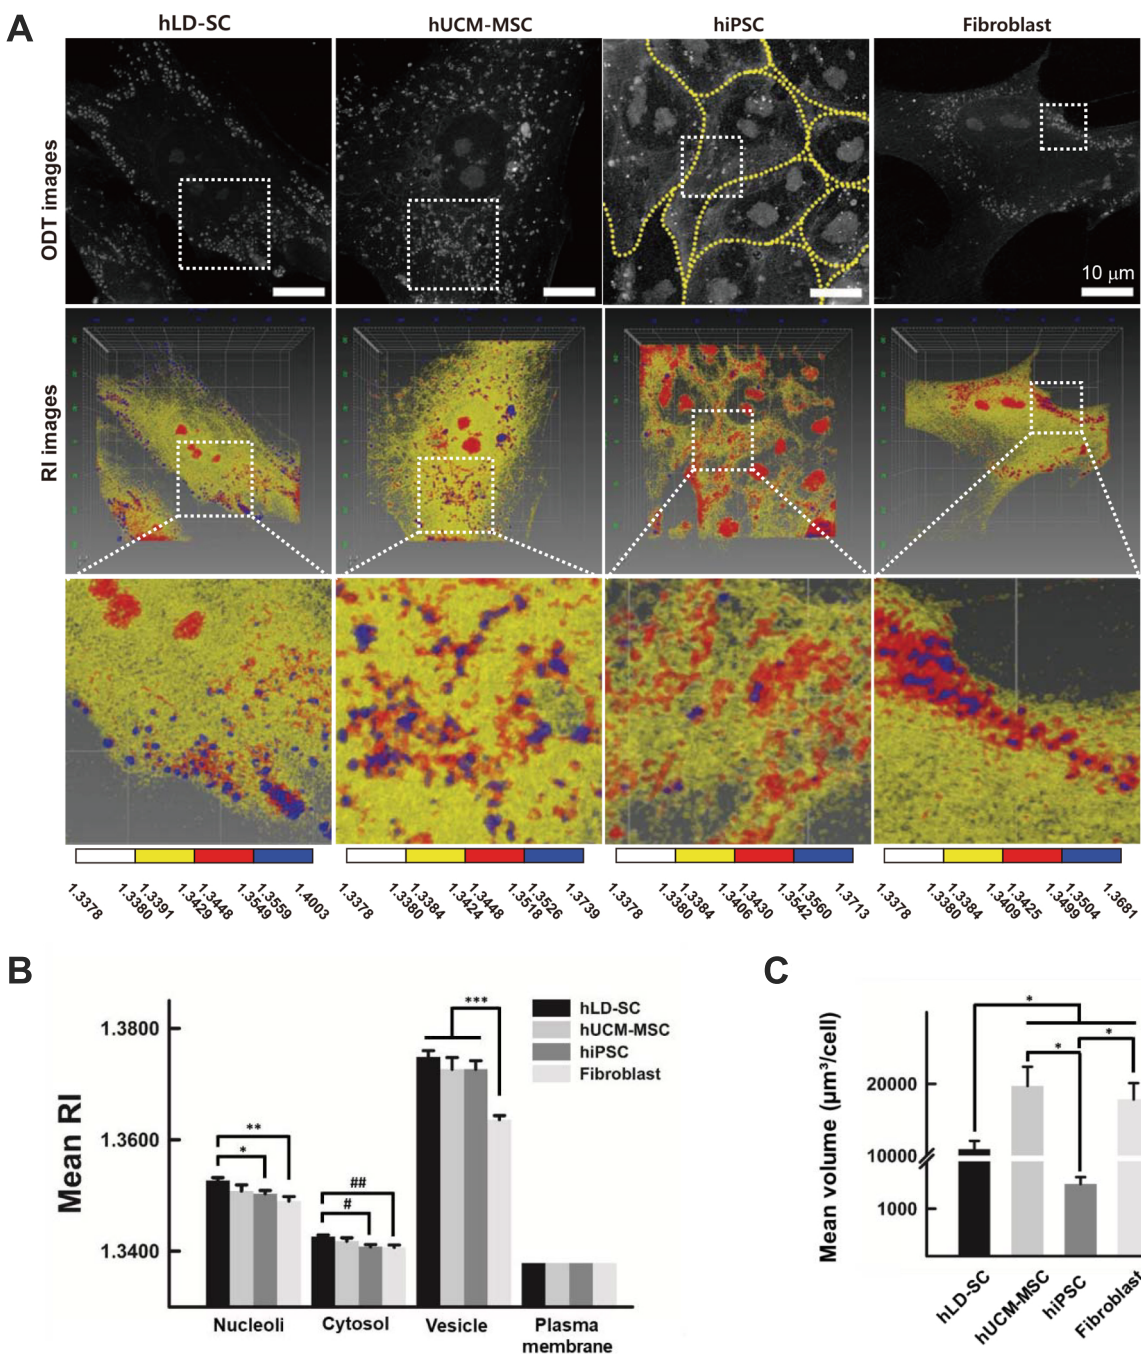 A
hLD-SC
hUCM-MSC
hiPSC
Fibroblast
ODT images
10 µm
RI images
1.3378 1.3380 1.3391 1.3429 1.3448 1.3549 1.3559 1.4003
1.3378 1.3380 1.3384 1.3424 1.3448 1.3518 1.3526 1.3739
1.3378 1.3380 1.3384 1.3406 1.3430 1.3542 1.3560 1.3713
1.3378 1.3380 1.3384 1.3409 1.3425 1.3499 1.3504 1.3681
B
Mean RI
1.3800
1.3600
1.3400
hLD-SC
hUCM-MSC
hiPSC
Fibroblast
**
*
##
#
***
Nucleoli
Cytosol
Vesicle
Plasma
membrane
C
Mean volume (µm³/cell)
20000
10000
1000
*
*
*
hLD-SC
hUCM-MSC
hiPSC
Fibroblast